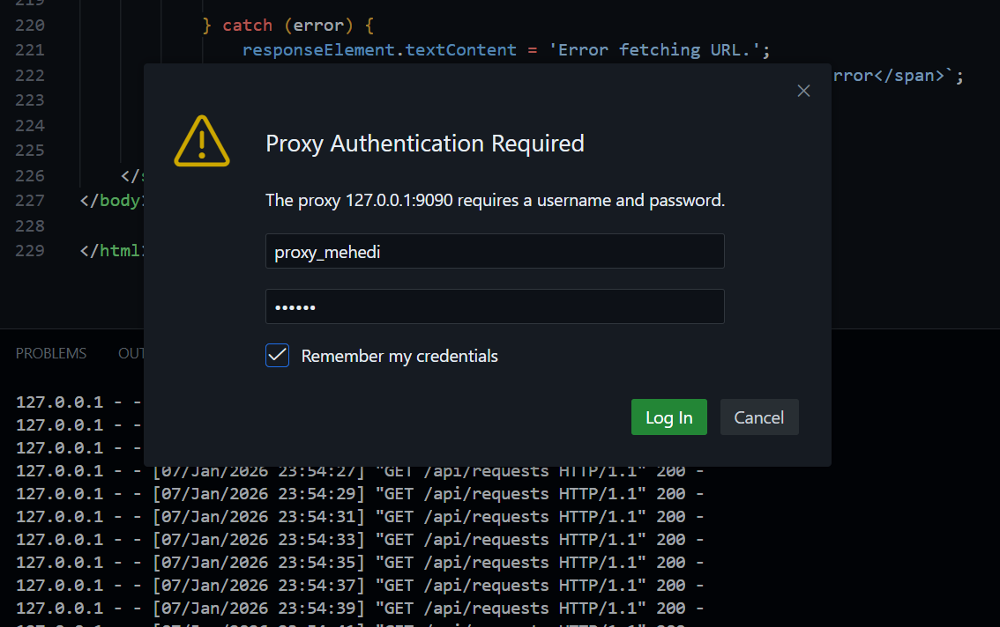 219
220 } catch (error) {
221 responseElement.textContent = 'Error fetching URL.';
222 rror</span>`;
223
224
225
226 </s
227 </body>
228
229 </html>
Proxy Authentication Required
The proxy 127.0.0.1:9090 requires a username and password.
proxy_mehedi
••••••
Remember my credentials
Log In Cancel
PROBLEMS OUT
127.0.0.1 - -
127.0.0.1 - -
127.0.0.1 - -
127.0.0.1 - - [07/Jan/2026 23:54:27] "GET /api/requests HTTP/1.1" 200 -
127.0.0.1 - - [07/Jan/2026 23:54:29] "GET /api/requests HTTP/1.1" 200 -
127.0.0.1 - - [07/Jan/2026 23:54:31] "GET /api/requests HTTP/1.1" 200 -
127.0.0.1 - - [07/Jan/2026 23:54:33] "GET /api/requests HTTP/1.1" 200 -
127.0.0.1 - - [07/Jan/2026 23:54:35] "GET /api/requests HTTP/1.1" 200 -
127.0.0.1 - - [07/Jan/2026 23:54:37] "GET /api/requests HTTP/1.1" 200 -
127.0.0.1 - - [07/Jan/2026 23:54:39] "GET /api/requests HTTP/1.1" 200 -